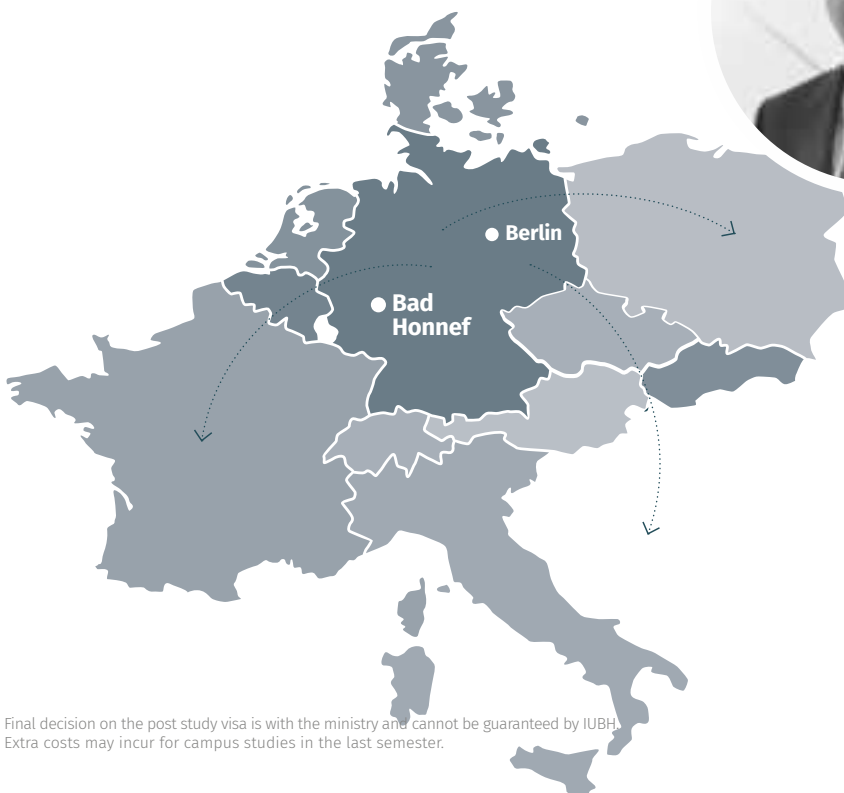 Berlin
Bad
Honnef
Final decision on the post study visa is with the ministry and cannot be guaranteed by IUBH.
Extra costs may incur for campus studies in the last semester.